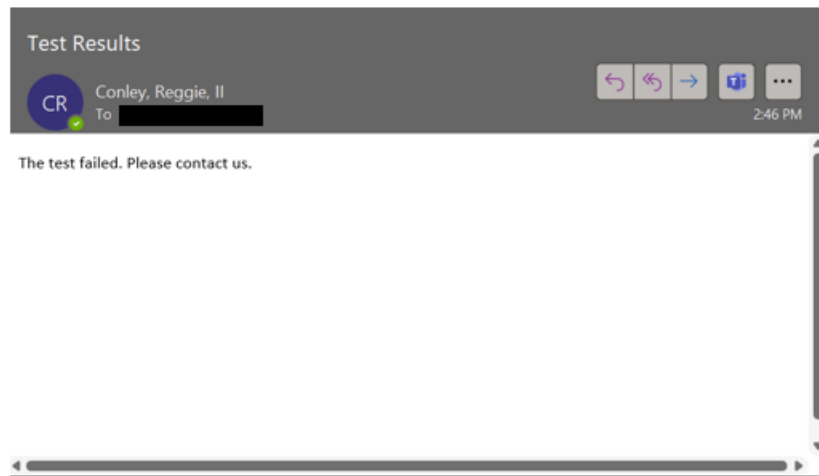 Test Results
CR
Conley, Reggie, II
To
2:46 PM
The test failed. Please contact us.